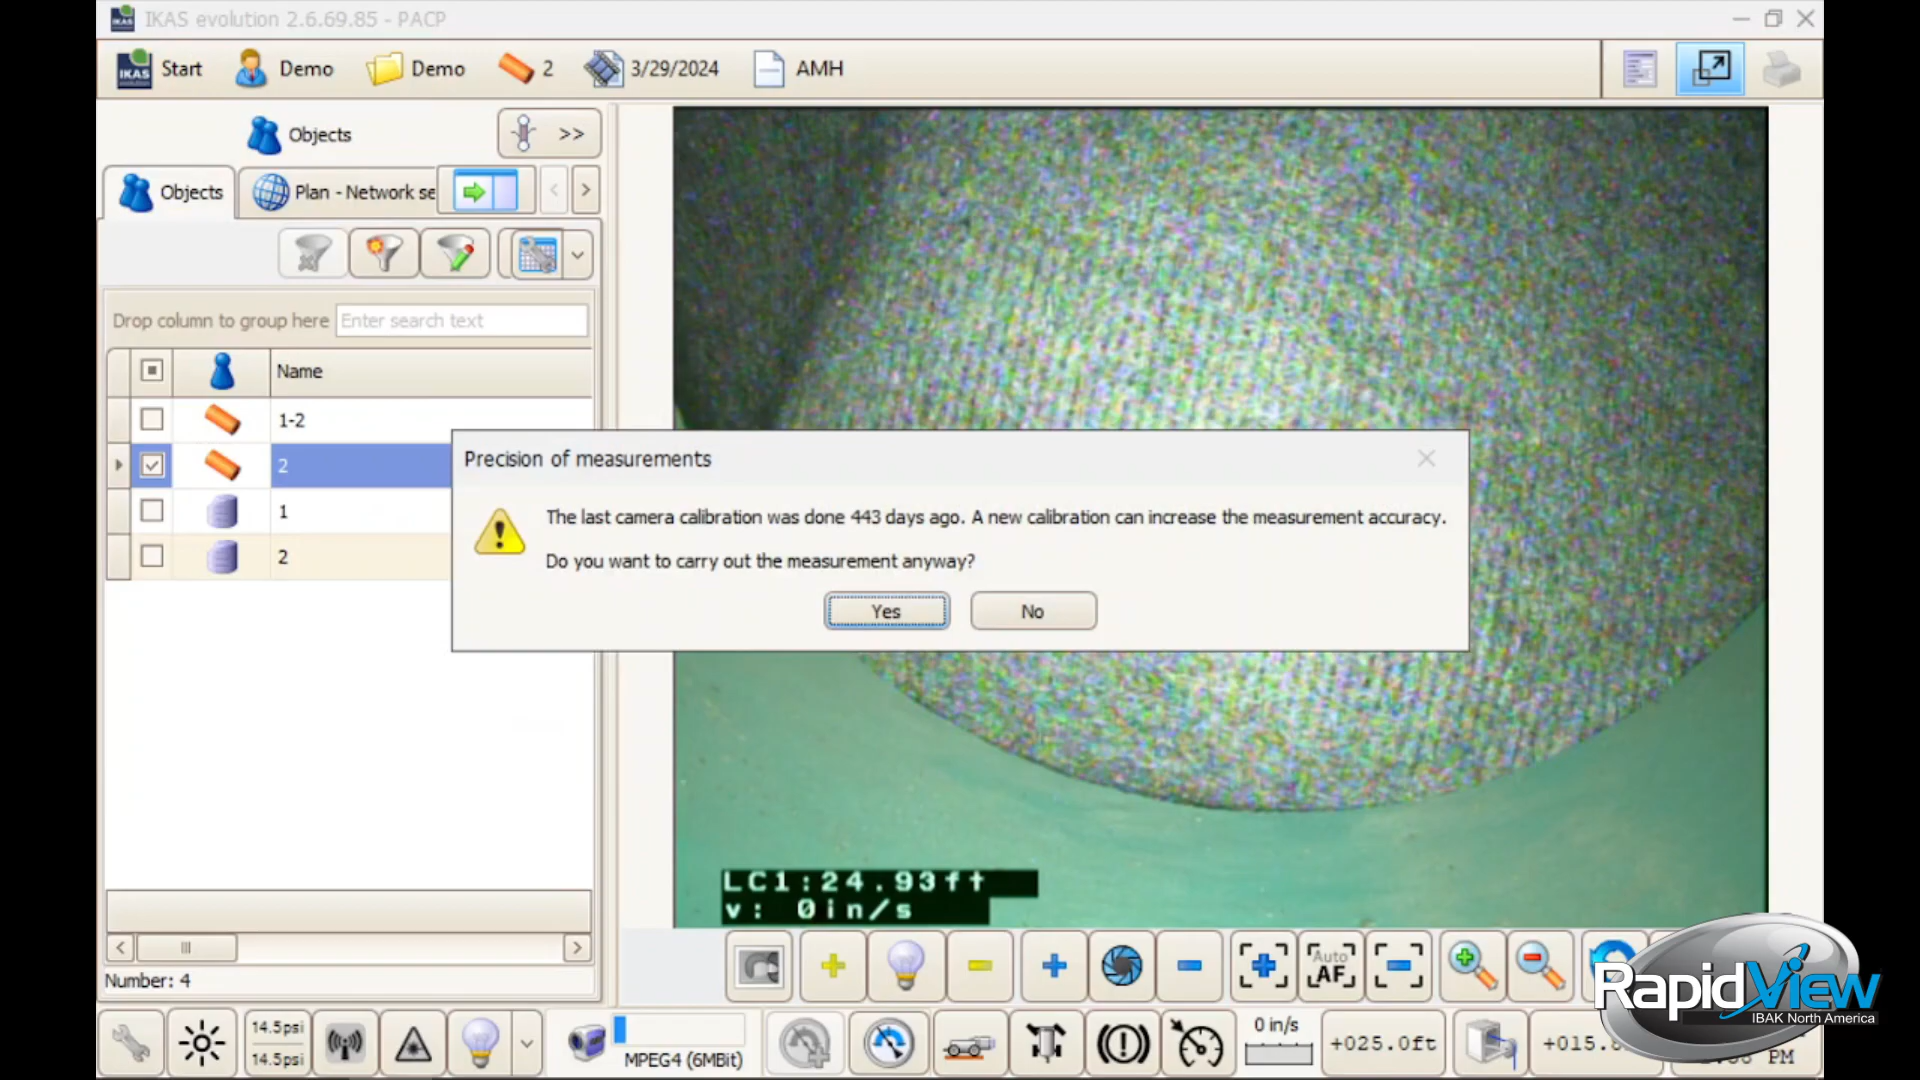 IKAS evolution 2.6.69.85 - PACP
IKAS Start Demo Demo 2 3/29/2024 AMH
Objects >>
Objects Plan - Network se
Drop column to group here Enter search text
Name
1-2
2
1
2
Precision of measurements
The last camera calibration was done 443 days ago. A new calibration can increase the measurement accuracy.
Do you want to carry out the measurement anyway?
Yes No
LC1:24.93ft
v: 0in/s
Auto
AF
Number: 4
RapidView
IBAK North America
14.5psi
14.5psi
MPEG4 (6MBit)
0 in/s
+025.0ft
+015.
PM